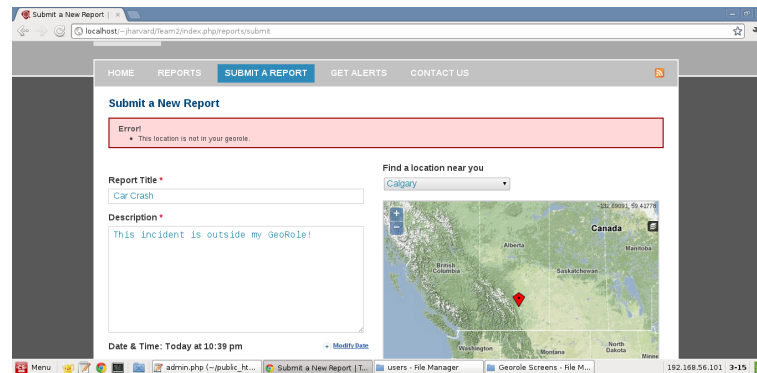 Submit a New Report |
localhost/~jharvard/Team2/index.php/reports/submit
HOME REPORTS SUBMIT A REPORT GET ALERTS CONTACT US
Submit a New Report
Error!
This location is not in your georole.
Report Title *
Car Crash
Description *
This incident is outside my GeoRole!
Date & Time: Today at 10:39 pm
Modify Date
Find a location near you
Calgary
Canada
Alberta
Manitoba
British
Columbia
Saskatchewan
Washington
Montana
North
Dakota
Minne
Menu
admin.php (~/public_ht...
Submit a New Report | T...
users - File Manager
Georole Screens - File M...
192.168.56.101
3-15